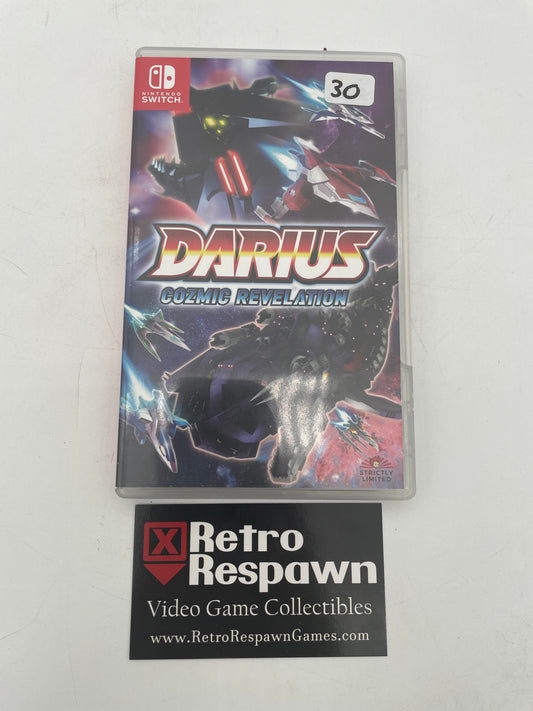 NINTENDO
SWITCH
30
DARIUS
COZMIC REVELATION
STRICTLY
LIMITED
Retro
Respawn
Video Game Collectibles
www.RetroRespawnGames.com